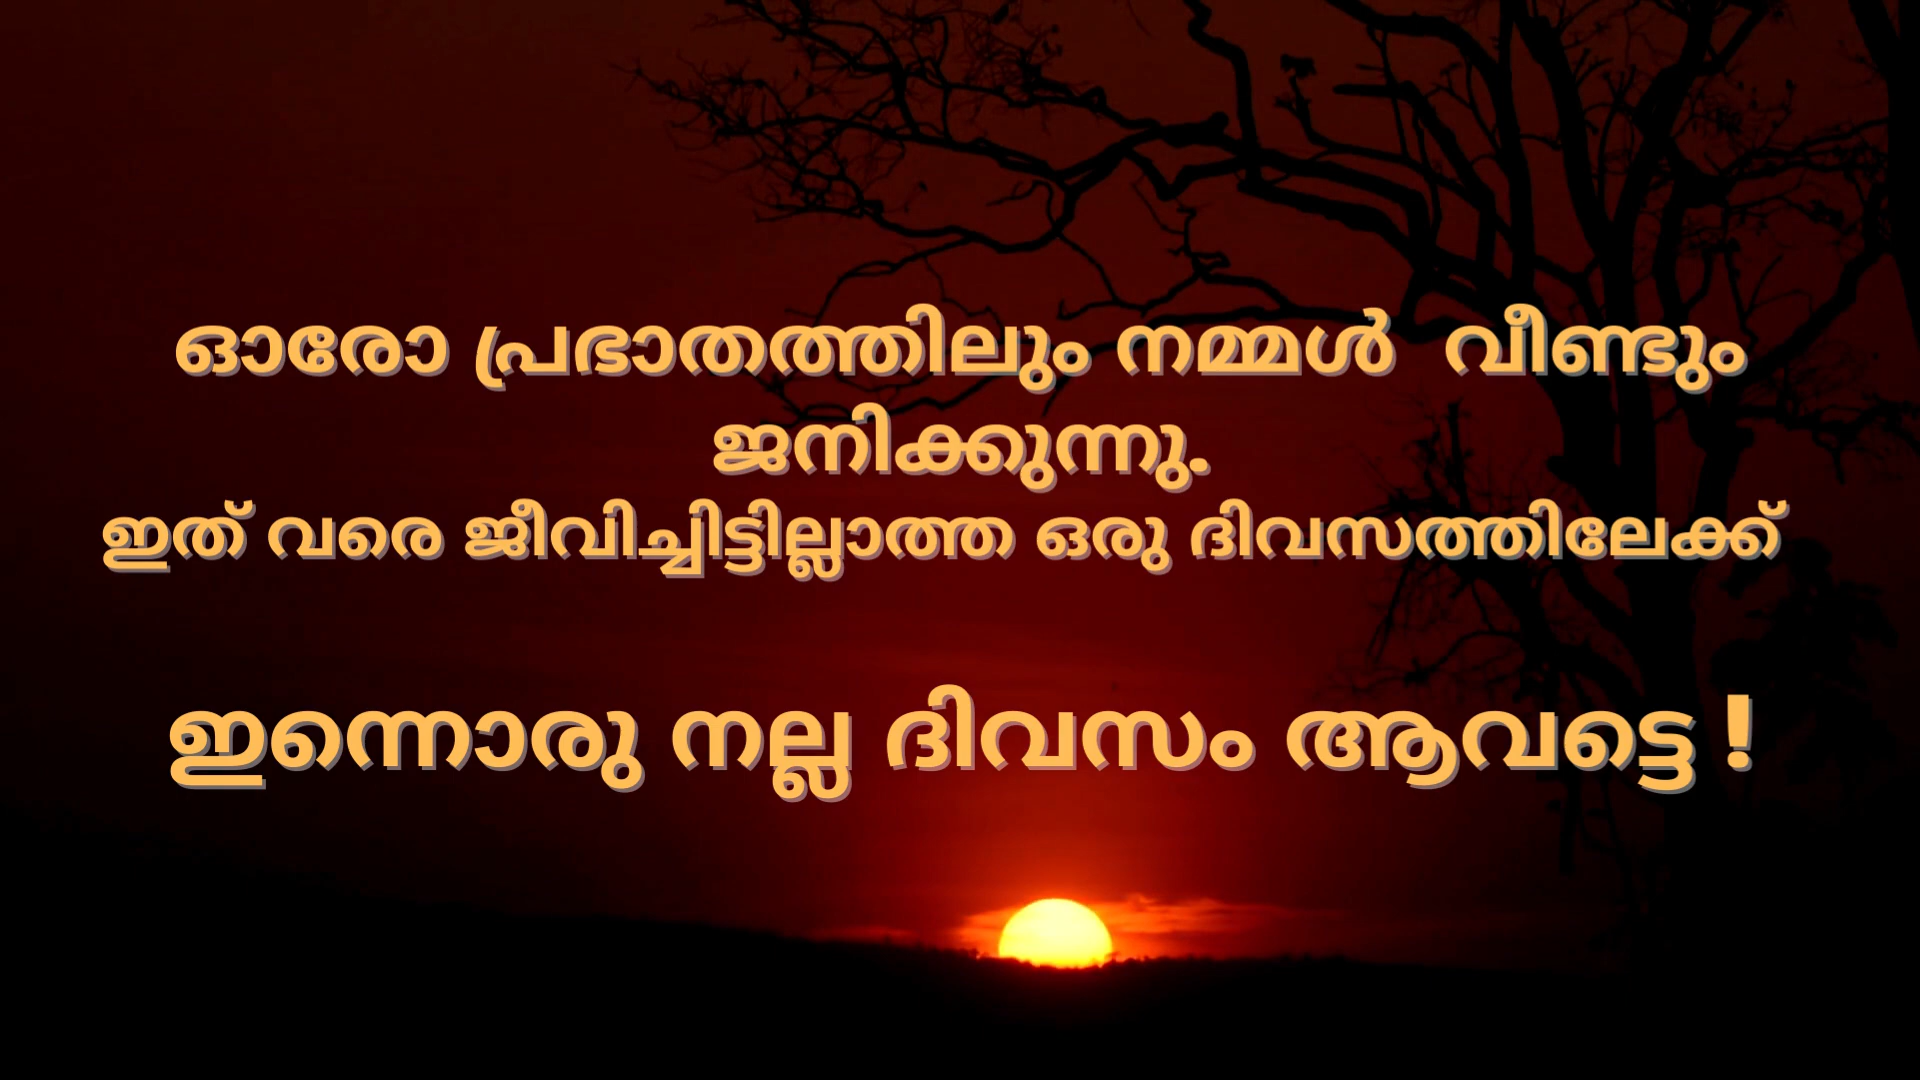 ഓരോ പ്രഭാതത്തിലും നമ്മൾ വീണ്ടും
ജനിക്കുന്നു.
ഇത് വരെ ജീവിച്ചിട്ടില്ലാത്ത ഒരു ദിവസത്തിലേക്ക്
ഇന്നൊരു നല്ല ദിവസം ആവട്ടെ !